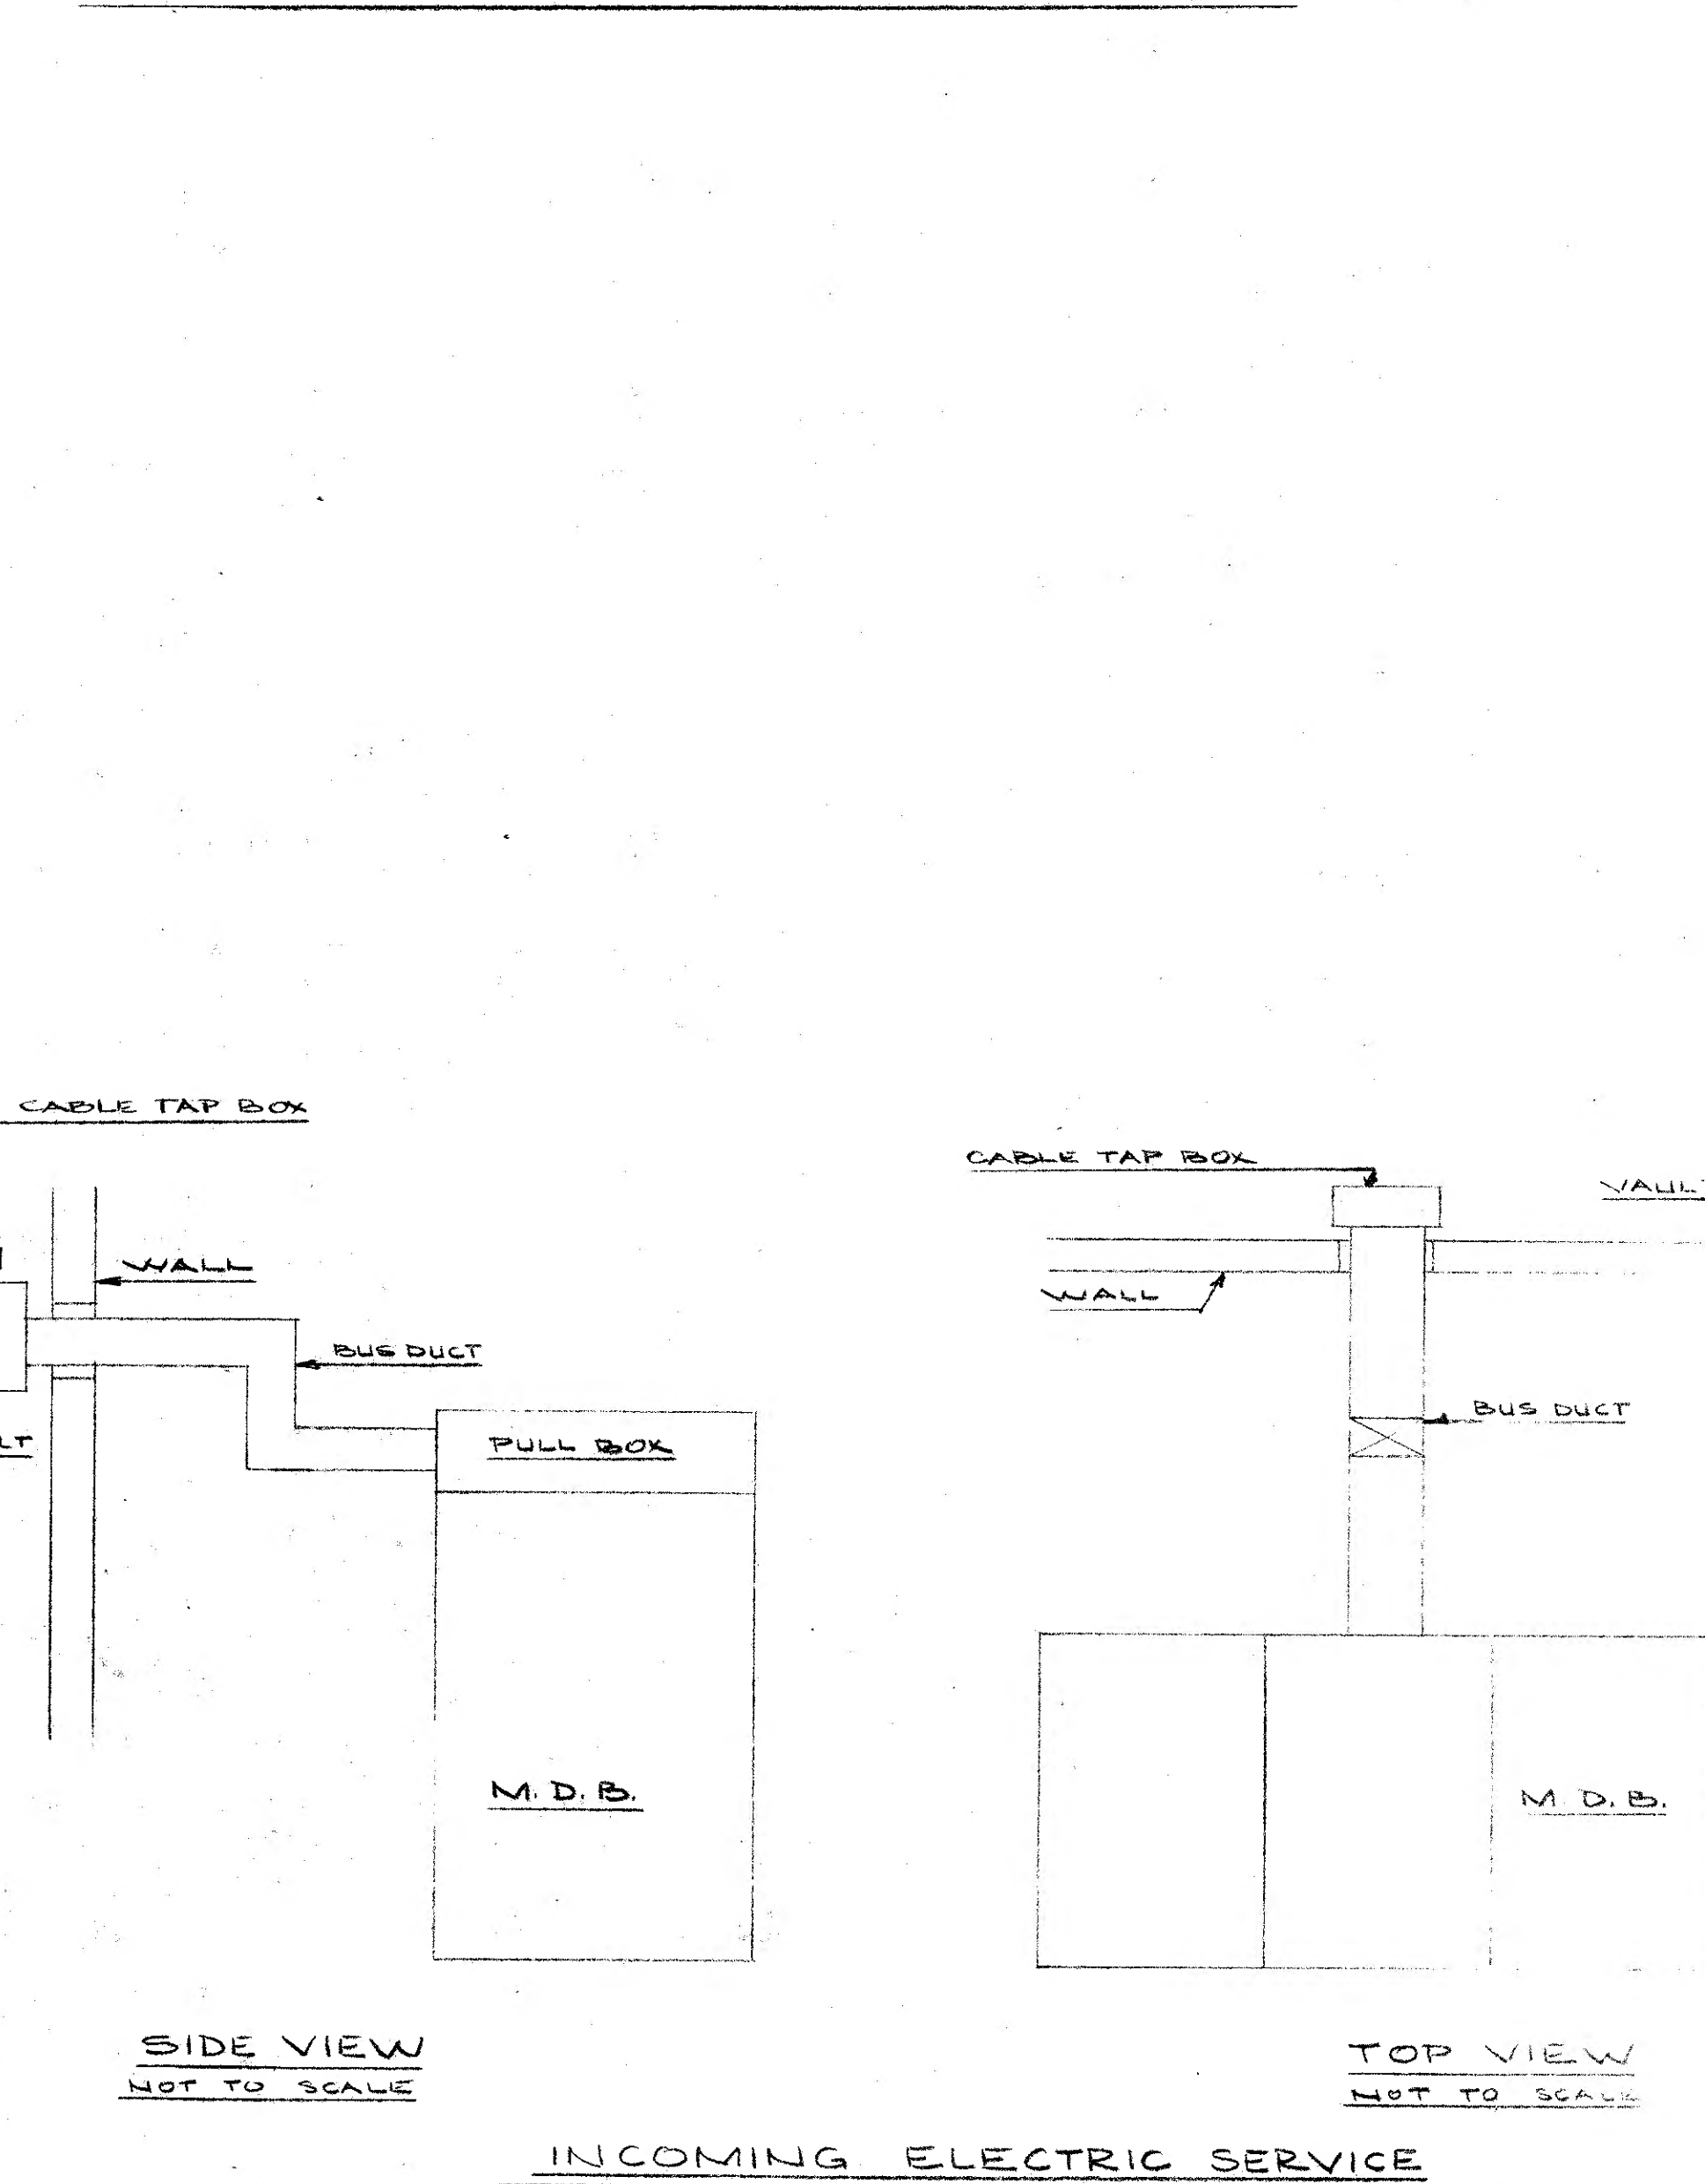 CABLE TAP BOX
WALL
BUS DUCT
PULL BOX
M.D.B.
SIDE VIEW
NOT TO SCALE
CABLE TAP BOX
WALL
BUS DUCT
M.D.B.
TOP VIEW
NOT TO SCALE
INCOMING ELECTRIC SERVICE